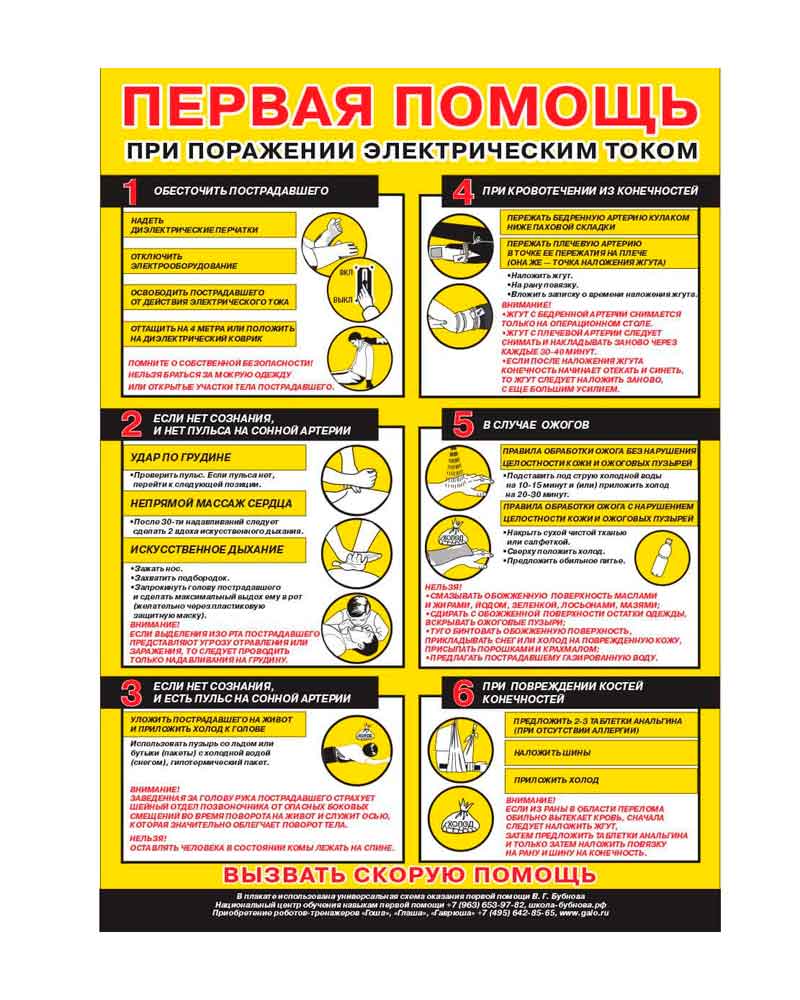 ПЕРВАЯ ПОМОЩЬ
ПРИ ПОРАЖЕНИИ ЭЛЕКТРИЧЕСКИМ ТОКОМ
1 ОБЕСТОЧИТЬ ПОСТРАДАВШЕГО
НАДЕТЬ
ДИЭЛЕКТРИЧЕСКИЕ ПЕРЧАТКИ
ОТКЛЮЧИТЬ
ЭЛЕКТРООБОРУДОВАНИЕ
ВКЛ
ВЫКЛ
ОСВОБОДИТЬ ПОСТРАДАВШЕГО
ОТ ДЕЙСТВИЯ ЭЛЕКТРИЧЕСКОГО ТОКА
ОТТАЩИТЬ НА 4 МЕТРА ИЛИ ПОЛОЖИТЬ
НА ДИЭЛЕКТРИЧЕСКИЙ КОВРИК
ПОМНИТЕ О СОБСТВЕННОЙ БЕЗОПАСНОСТИ!
НЕЛЬЗЯ БРАТЬСЯ ЗА МОКРУЮ ОДЕЖДУ
ИЛИ ОТКРЫТЫЕ УЧАСТКИ ТЕЛА ПОСТРАДАВШЕГО.
2 ЕСЛИ НЕТ СОЗНАНИЯ,
И НЕТ ПУЛЬСА НА СОННОЙ АРТЕРИИ
УДАР ПО ГРУДИНЕ
•Проверить пульс. Если пульса нет,
перейти к следующей позиции.
НЕПРЯМОЙ МАССАЖ СЕРДЦА
•После 30-ти надавливаний следует
сделать 2 вдоха искусственного дыхания.
ИСКУССТВЕННОЕ ДЫХАНИЕ
•Зажать нос.
•Захватить подбородок.
•Запрокинуть голову пострадавшего
и сделать максимальный выдох ему в рот
(желательно через пластиковую
защитную маску).
ВНИМАНИЕ!
ЕСЛИ ВЫДЕЛЕНИЯ ИЗО РТА ПОСТРАДАВШЕГО
ПРЕДСТАВЛЯЮТ УГРОЗУ ОТРАВЛЕНИЯ ИЛИ
ЗАРАЖЕНИЯ, ТО СЛЕДУЕТ ПРОВОДИТЬ
ТОЛЬКО НАДАВЛИВАНИЯ НА ГРУДИНУ.
3 ЕСЛИ НЕТ СОЗНАНИЯ,
И ЕСТЬ ПУЛЬС НА СОННОЙ АРТЕРИИ
УЛОЖИТЬ ПОСТРАДАВШЕГО НА ЖИВОТ
И ПРИЛОЖИТЬ ХОЛОД К ГОЛОВЕ
Использовать пузырь со льдом или
бутыки (пакеты) с холодной водой
(снегом), гипотермический пакет.
ХОЛОД
ВНИМАНИЕ!
ЗАВЕДЕННАЯ ЗА ГОЛОВУ РУКА ПОСТРАДАВШЕГО СТРАХУЕТ
ШЕЙНЫЙ ОТДЕЛ ПОЗВОНОЧНИКА ОТ ОПАСНЫХ БОКОВЫХ
СМЕЩЕНИЙ ВО ВРЕМЯ ПОВОРОТА НА ЖИВОТ И СЛУЖИТ ОСЬЮ,
КОТОРАЯ ЗНАЧИТЕЛЬНО ОБЛЕГЧАЕТ ПОВОРОТ ТЕЛА.
НЕЛЬЗЯ!
ОСТАВЛЯТЬ ЧЕЛОВЕКА В СОСТОЯНИИ КОМЫ ЛЕЖАТЬ НА СПИНЕ.
4 ПРИ КРОВОТЕЧЕНИИ ИЗ КОНЕЧНОСТЕЙ
ПЕРЕЖАТЬ БЕДРЕННУЮ АРТЕРИЮ КУЛАКОМ
НИЖЕ ПАХОВОЙ СКЛАДКИ
ПЕРЕЖАТЬ ПЛЕЧЕВУЮ АРТЕРИЮ
В ТОЧКЕ ЕЕ ПЕРЕЖАТИЯ НА ПЛЕЧЕ
(ОНА ЖЕ — ТОЧКА НАЛОЖЕНИЯ ЖГУТА)
•Наложить жгут.
•На рану повязку.
•Вложить записку о времени наложения жгута.
ВНИМАНИЕ!
•ЖГУТ С БЕДРЕННОЙ АРТЕРИИ СНИМАЕТСЯ
ТОЛЬКО НА ОПЕРАЦИОННОМ СТОЛЕ.
•ЖГУТ С ПЛЕЧЕВОЙ АРТЕРИИ СЛЕДУЕТ
СНИМАТЬ И НАКЛАДЫВАТЬ ЗАНОВО ЧЕРЕЗ
КАЖДЫЕ 30-40 МИНУТ.
•ЕСЛИ ПОСЛЕ НАЛОЖЕНИЯ ЖГУТА
КОНЕЧНОСТЬ НАЧИНАЕТ ОТЕКАТЬ И СИНЕТЬ,
ТО ЖГУТ СЛЕДУЕТ НАЛОЖИТЬ ЗАНОВО,
С ЕЩЕ БОЛЬШИМ УСИЛИЕМ.
5 В СЛУЧАЕ ОЖОГОВ
ПРАВИЛА ОБРАБОТКИ ОЖОГА БЕЗ НАРУШЕНИЯ
ЦЕЛОСТНОСТИ КОЖИ И ОЖОГОВЫХ ПУЗЫРЕЙ
•Подставить под струю холодной воды
на 10-15 минут и (или) приложить холод
на 20-30 минут.
ПРАВИЛА ОБРАБОТКИ ОЖОГА С НАРУШЕНИЕМ
ЦЕЛОСТНОСТИ КОЖИ И ОЖОГОВЫХ ПУЗЫРЕЙ
ХОЛОД
•Накрыть сухой чистой тканью
или салфеткой.
•Сверху положить холод.
•Предложить обильное питье.
НЕЛЬЗЯ!
•СМАЗЫВАТЬ ОБОЖЖЕННУЮ ПОВЕРХНОСТЬ МАСЛАМИ
И ЖИРАМИ, ЙОДОМ, ЗЕЛЕНКОЙ, ЛОСЬОНАМИ, МАЗЯМИ;
•СДИРАТЬ С ОБОЖЖЕННОЙ ПОВЕРХНОСТИ ОСТАТКИ ОДЕЖДЫ,
ВСКРЫВАТЬ ОЖОГОВЫЕ ПУЗЫРИ;
•ТУГО БИНТОВАТЬ ОБОЖЖЕННУЮ ПОВЕРХНОСТЬ,
ПРИКЛАДЫВАТЬ СНЕГ ИЛИ ХОЛОД НА ПОВРЕЖДЕННУЮ КОЖУ,
ПРИСЫПАТЬ ПОРОШКАМИ И КРАХМАЛОМ;
•ПРЕДЛАГАТЬ ПОСТРАДАВШЕМУ ГАЗИРОВАННУЮ ВОДУ.
6 ПРИ ПОВРЕЖДЕНИИ КОСТЕЙ
КОНЕЧНОСТЕЙ
ПРЕДЛОЖИТЬ 2-3 ТАБЛЕТКИ АНАЛЬГИНА
(ПРИ ОТСУТСТВИИ АЛЛЕРГИИ)
НАЛОЖИТЬ ШИНЫ
ПРИЛОЖИТЬ ХОЛОД
ХОЛОД
ВНИМАНИЕ!
ЕСЛИ ИЗ РАНЫ В ОБЛАСТИ ПЕРЕЛОМА
ОБИЛЬНО ВЫТЕКАЕТ КРОВЬ, СНАЧАЛА
СЛЕДУЕТ НАЛОЖИТЬ ЖГУТ,
ЗАТЕМ ПРЕДЛОЖИТЬ ТАБЛЕТКИ АНАЛЬГИНА
И ТОЛЬКО ЗАТЕМ НАЛОЖИТЬ ПОВЯЗКУ
НА РАНУ И ШИНУ НА КОНЕЧНОСТЬ.
ВЫЗВАТЬ СКОРУЮ ПОМОЩЬ
В плакате использована универсальная схема оказания первой помощи В. Г. Бубнова
Национальный центр обучения навыкам первой помощи +7 (963) 653-97-82, школа-бубнова.рф
Приобретение роботов-тренажеров «Гоша», «Глаша», «Гаврюша» +7 (495) 642-85-65, www.galo.ru